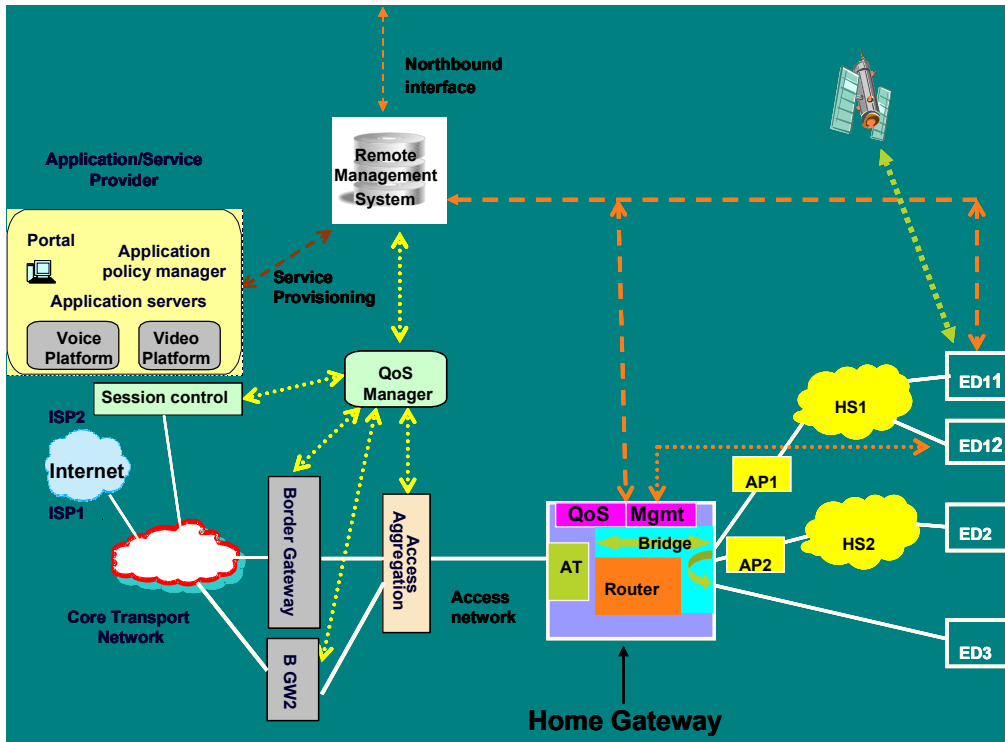 Northbound
interface
Remote
Management
System
Application/Service
Provider
Portal
Application
policy manager
Application servers
Voice
Platform
Video
Platform
Service
Provisioning
QoS
Manager
Session control
ISP2
Internet
ISP1
Core Transport
Network
Border Gateway
B GW2
Access
Aggregation
Access
network
QoS
Mgmt
Bridge
AT
Router
Home Gateway
AP1
AP2
HS1
HS2
ED11
ED12
ED2
ED3